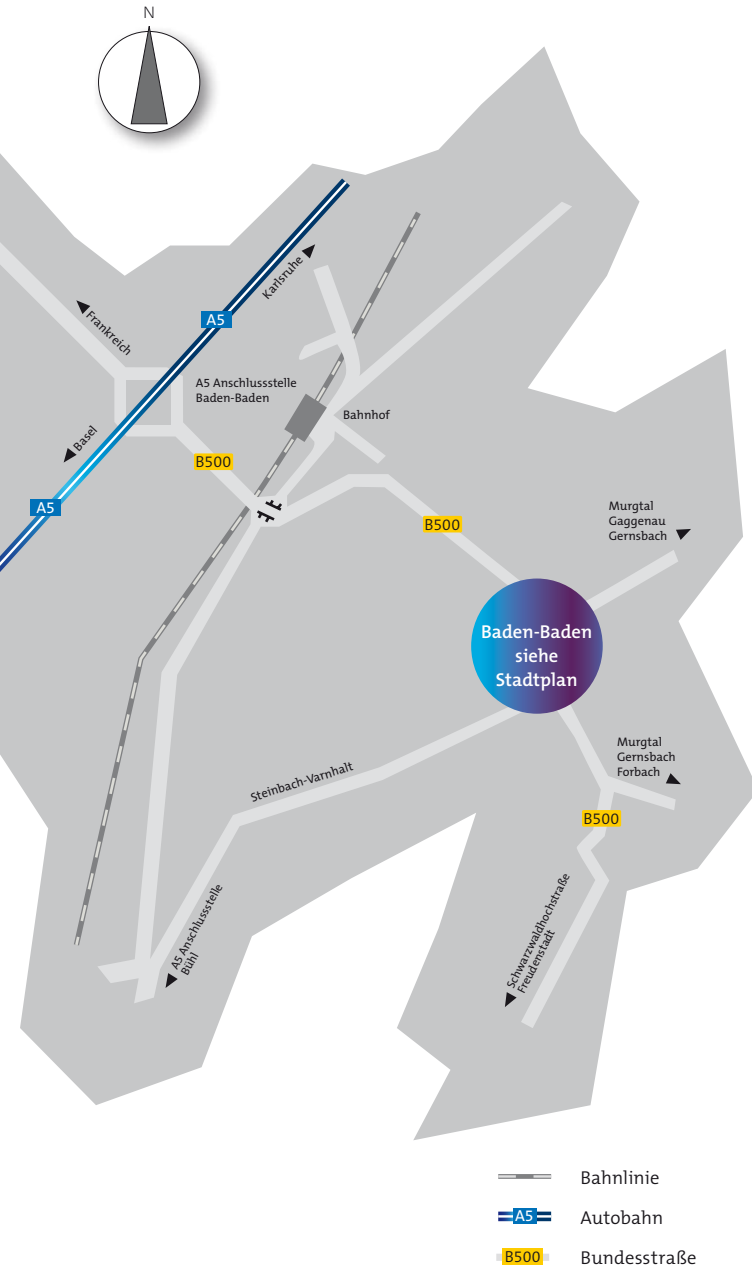 N
Karlsruhe
Frankreich
A5
A5 Anschlussstelle
Baden-Baden
Bahnhof
Basel
B500
A5
B500
Murgtal
Gaggenau
Gernsbach
Baden-Baden
siehe
Stadtplan
Murgtal
Gernsbach
Forbach
Steinbach-Varnhalt
B500
A5 Anschlussstelle
Bühl
Schwarzwaldhochstraße
Freudenstadt
Bahnlinie
A5
Autobahn
B500
Bundesstraße